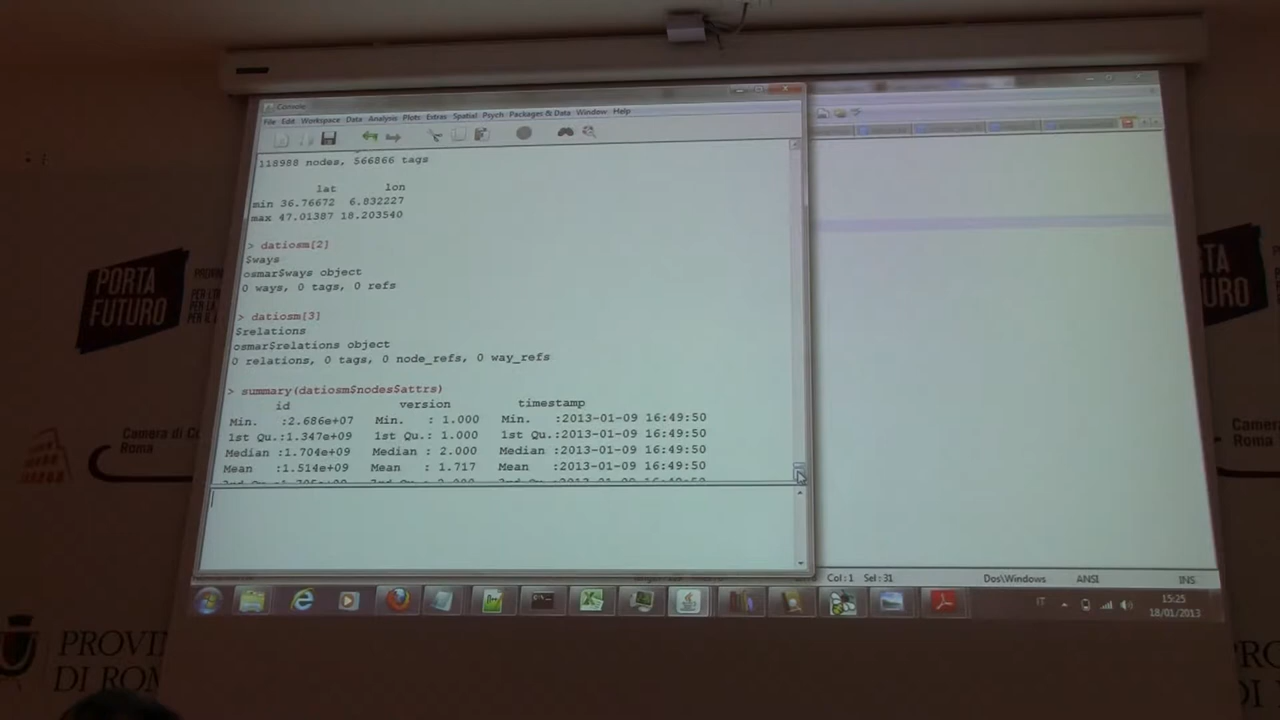 Console
File Edit Workspace Data Analysis Plots Extras Spatial Psych Packages & Data Window Help
118988 nodes, 566866 tags
lat lon
min 36.76672 6.832227
max 47.01387 18.203540
> datiosm[2]
$ways
osmar$ways object
0 ways, 0 tags, 0 refs
> datiosm[3]
$relations
osmar$relations object
0 relations, 0 tags, 0 node_refs, 0 way_refs
> summary(datiosm$nodes$attrs)
id version timestamp
Min. :2.686e+07 Min. : 1.000 Min. :2013-01-09 16:49:50
1st Qu.:1.347e+09 1st Qu.: 1.000 1st Qu.:2013-01-09 16:49:50
Median :1.704e+09 Median : 2.000 Median :2013-01-09 16:49:50
Mean :1.514e+09 Mean : 1.717 Mean :2013-01-09 16:49:50
Col:1 Sel:31 Dos\Windows ANSI INS
IT 15:25
18/01/2013
PORTA
FUTURO
TA
URO
Camera di C
Roma
Camera
Roma
PROVI
DI ROM